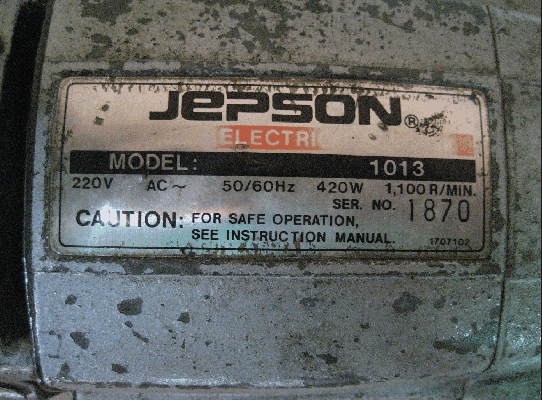 JEPSON®
ELECTRI
MODEL: 1013
220V AC~ 50/60Hz 420W 1,100 R/MIN.
SER. NO. 1870
CAUTION: FOR SAFE OPERATION,
SEE INSTRUCTION MANUAL.
1707102